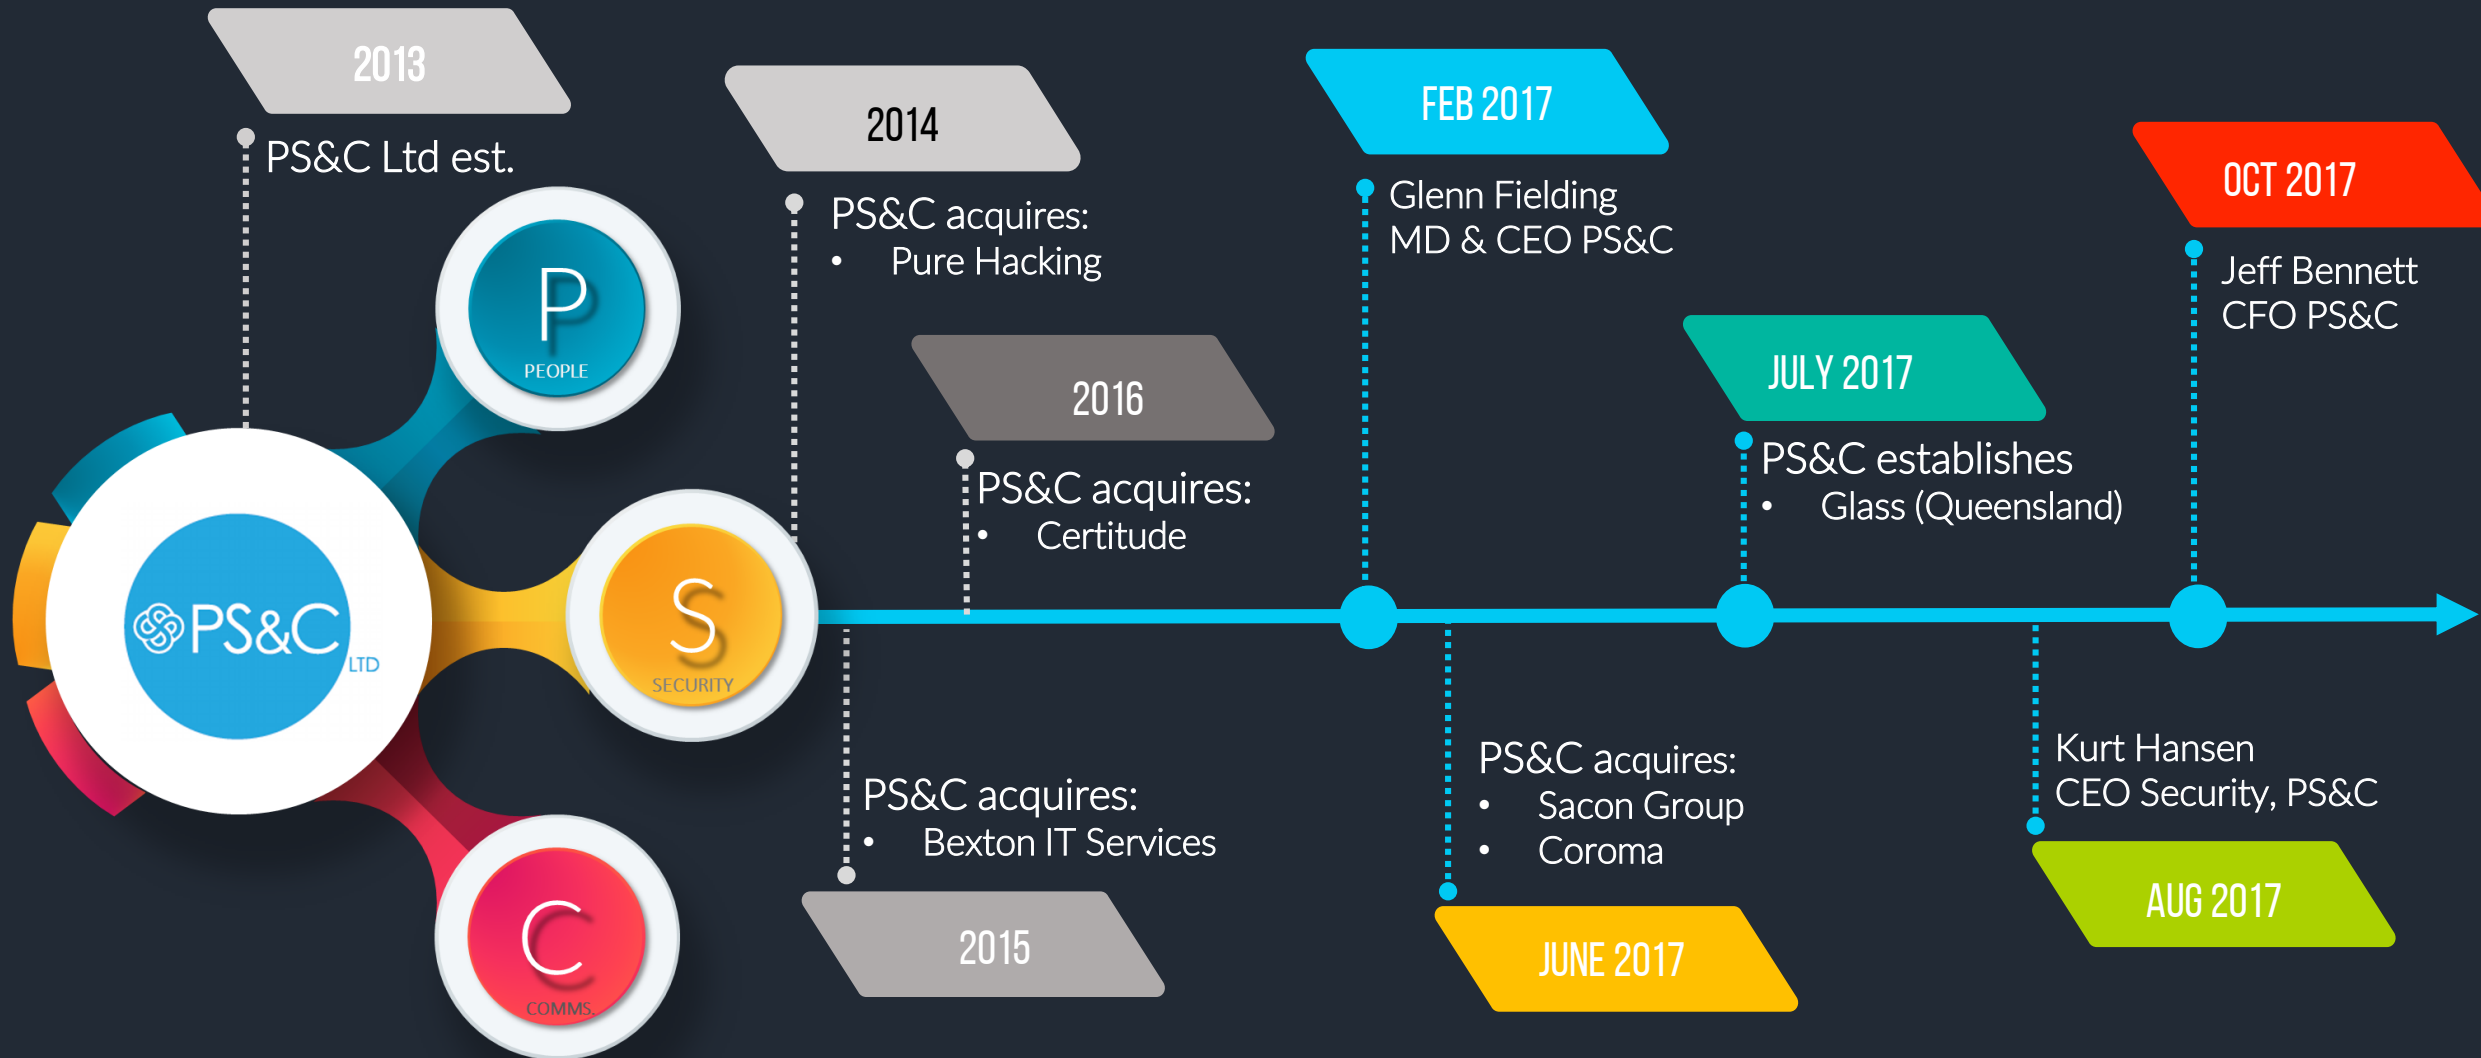 2013
PS&C Ltd est.
P
PEOPLE
PS&C
LTD
S
SECURITY
C
COMMS.
2014
PS&C acquires:
• Pure Hacking
PS&C acquires:
• Bexton IT Services
2015
2016
PS&C acquires:
• Certitude
FEB 2017
Glenn Fielding
MD & CEO PS&C
PS&C acquires:
• Sacon Group
• Coroma
JUNE 2017
JULY 2017
PS&C establishes
• Glass (Queensland)
Kurt Hansen
CEO Security, PS&C
AUG 2017
OCT 2017
Jeff Bennett
CFO PS&C